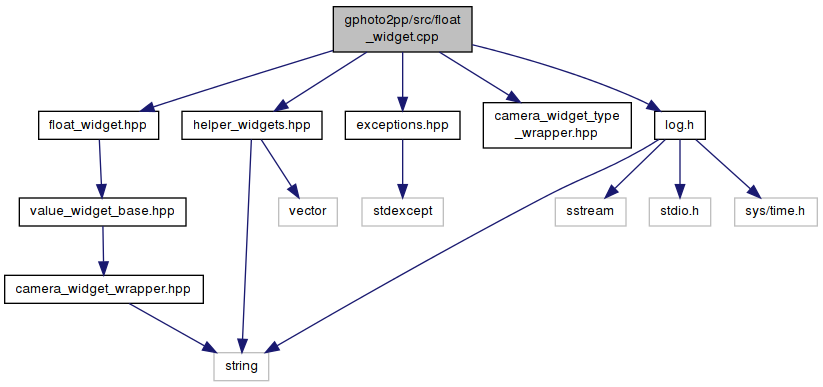 gphoto2pp/src/float
_widget.cpp
float_widget.hpp
helper_widgets.hpp
exceptions.hpp
camera_widget_type
_wrapper.hpp
log.h
value_widget_base.hpp
vector
stdexcept
sstream
stdio.h
sys/time.h
camera_widget_wrapper.hpp
string